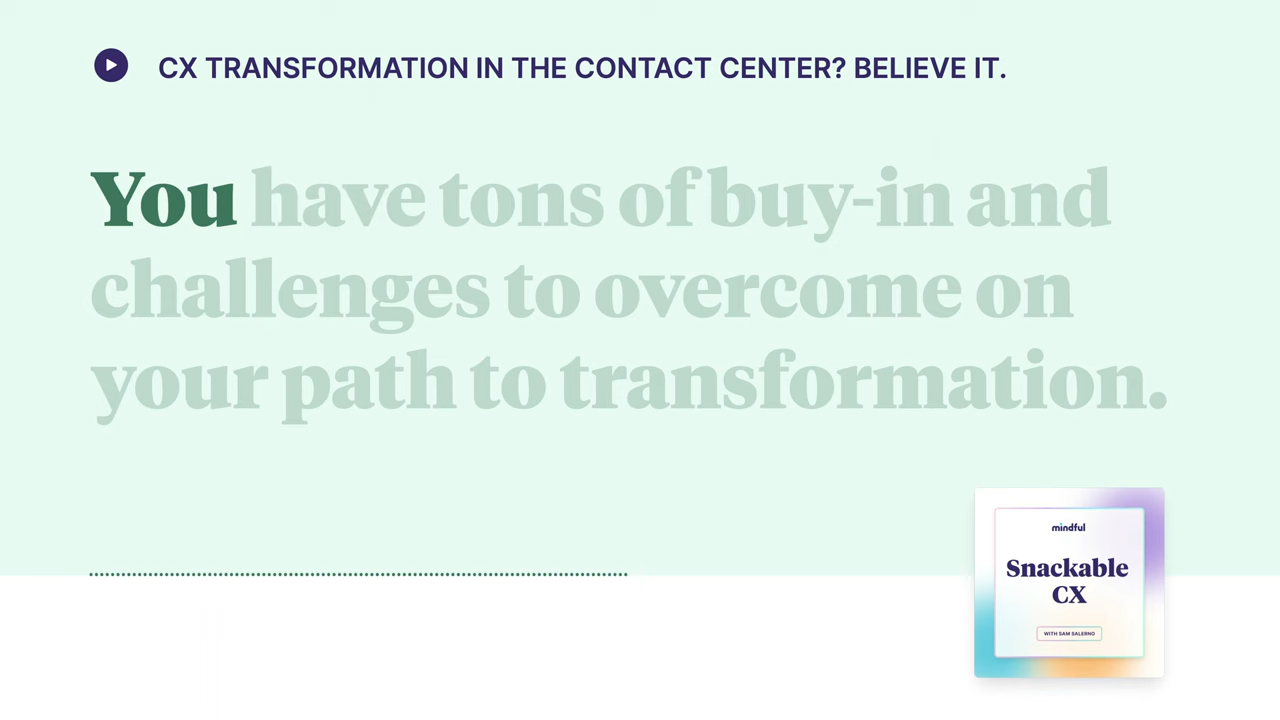 CX TRANSFORMATION IN THE CONTACT CENTER? BELIEVE IT.
You have tons of buy-in and
challenges to overcome on
your path to transformation.
mindful
Snackable
CX
WITH SAM SALERNO